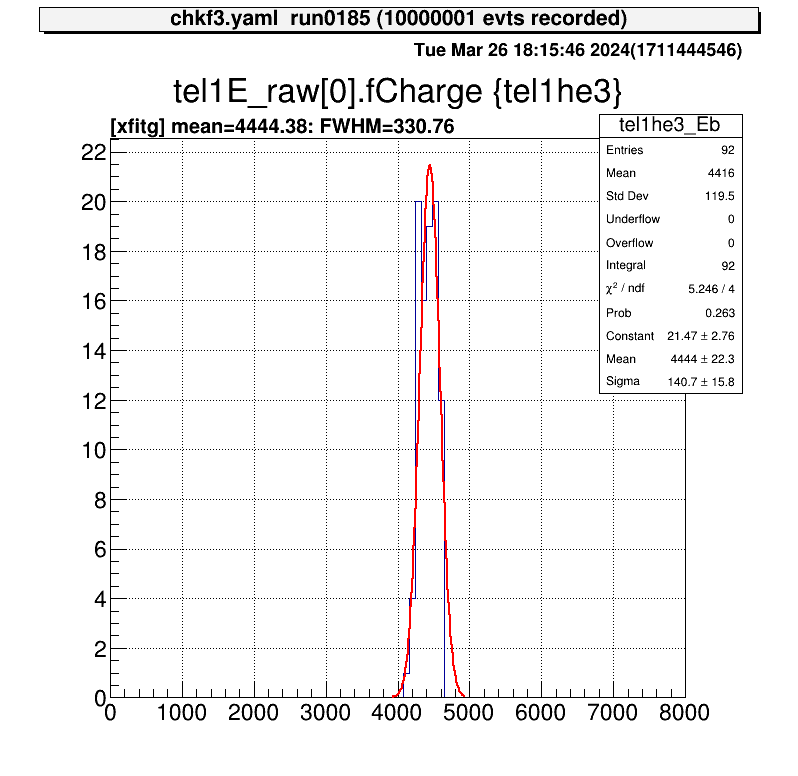 chkf3.yaml run0185 (10000001 evts recorded)
Tue Mar 26 18:15:46 2024(1711444546)
tel1E_raw[0].fCharge {tel1he3}
[xfitg] mean=4444.38: FWHM=330.76
tel1he3_Eb
Entries 92
Mean 4416
Std Dev 119.5
Underflow 0
Overflow 0
Integral 92
χ² / ndf 5.246 / 4
Prob 0.263
Constant 21.47 ± 2.76
Mean 4444 ± 22.3
Sigma 140.7 ± 15.8
22
20
18
16
14
12
10
8
6
4
2
0
0 1000 2000 3000 4000 5000 6000 7000 8000